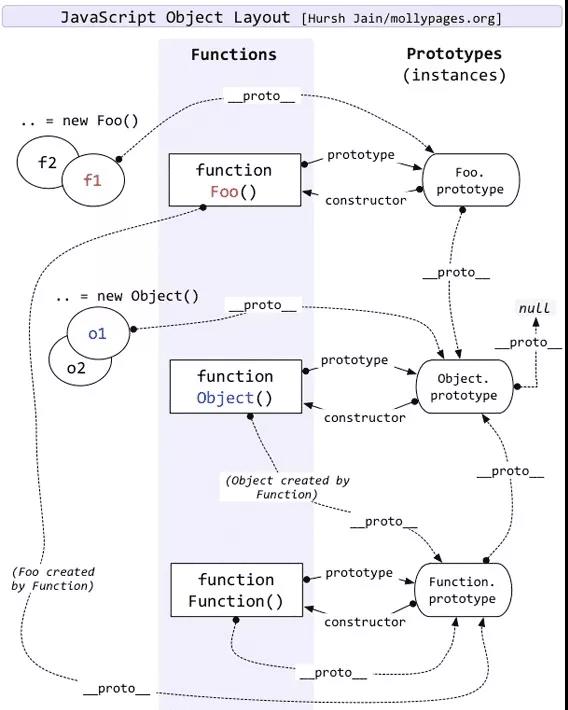 JavaScript Object Layout [Hursh Jain/mollypages.org]
Functions
Prototypes
(instances)
__proto__
.. = new Foo()
f2
f1
function
Foo()
prototype
constructor
Foo.
prototype
__proto__
.. = new Object()
o1
o2
__proto__
null
__proto__
function
Object()
prototype
constructor
Object.
prototype
(Object created by
Function)
__proto__
__proto__
(Foo created
by Function)
function
Function()
prototype
constructor
Function.
prototype
__proto__
__proto__